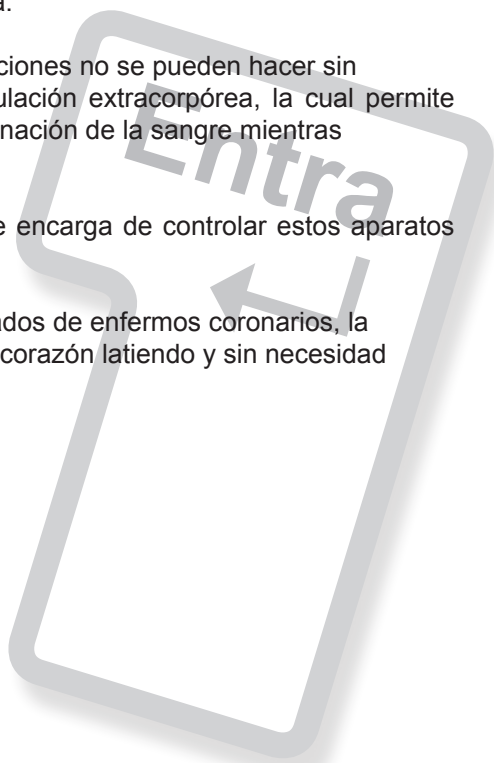 a.
ciones no se pueden hacer sin
ulación extracorpórea, la cual permite
nación de la sangre mientras
Entra
e encarga de controlar estos aparatos
ados de enfermos coronarios, la
corazón latiendo y sin necesidad